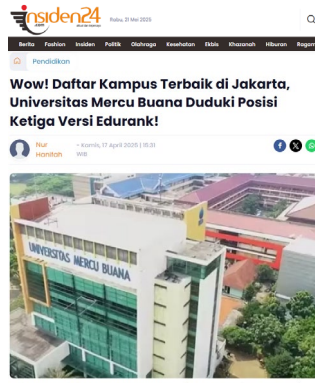 insiden24
.com
Rabu, 21 Mei 2025
Berita Fashion Insiden Politik Olahraga Kesehatan Ekbis Khazanah Hiburan Ragam
Pendidikan
Wow! Daftar Kampus Terbaik di Jakarta,
Universitas Mercu Buana Duduki Posisi
Ketiga Versi Edurank!
Nur
Hanifah
- Kamis, 17 April 2025 | 15:31
WIB
UNIVERSITAS MERCU BUANA